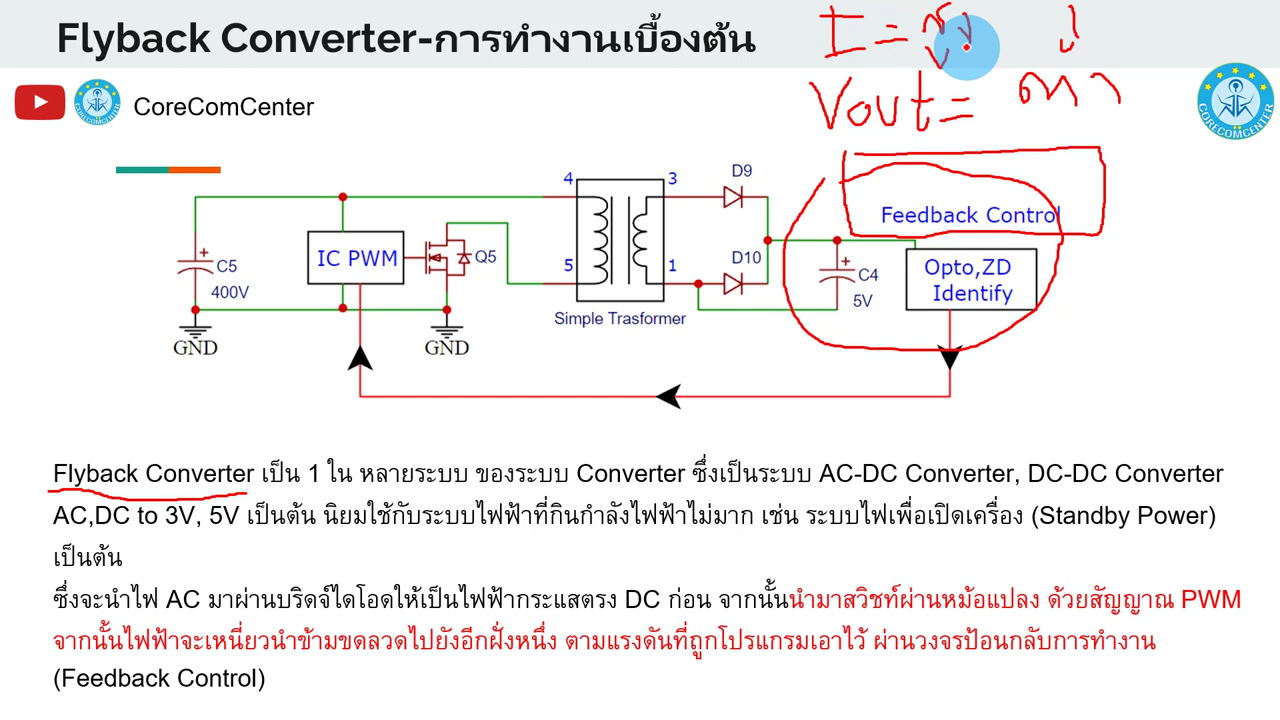 Flyback Converter-การทำงานเบื้องต้น
I =
Vout =
CoreComCenter
CORECOMCENTER
D9
4
3
Feedback Control
IC PWM
Q5
5
1
D10
C5
400V
C4
5V
Opto,ZD
Identify
Simple Trasformer
GND
GND
Flyback Converter เป็น 1 ใน หลายระบบ ของระบบ Converter ซึ่งเป็นระบบ AC-DC Converter, DC-DC Converter
AC,DC to 3V, 5V เป็นต้น นิยมใช้กับระบบไฟฟ้าที่กินกำลังไฟฟ้าไม่มาก เช่น ระบบไฟเพื่อเปิดเครื่อง (Standby Power)
เป็นต้น
ซึ่งจะนำไฟ AC มาผ่านบริดจ์ไดโอดให้เป็นไฟฟ้ากระแสตรง DC ก่อน จากนั้นนำมาสวิชท์ผ่านหม้อแปลง ด้วยสัญญาณ PWM
จากนั้นไฟฟ้าจะเหนี่ยวนำข้ามขดลวดไปยังอีกฝั่งหนึ่ง ตามแรงดันที่ถูกโปรแกรมเอาไว้ ผ่านวงจรป้อนกลับการทำงาน
(Feedback Control)